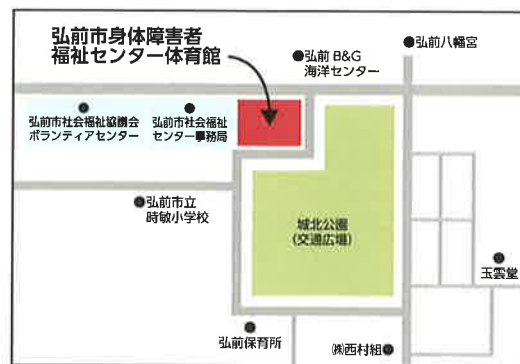 弘前市身体障害者
福祉センター体育館
弘前B&G
海洋センター
弘前八幡宮
弘前市社会福祉協議会
ボランティアセンター
弘前市社会福祉
センター事務局
弘前市立
時敏小学校
城北公園
(交通広場)
玉雲堂
弘前保育所
㈱西村組